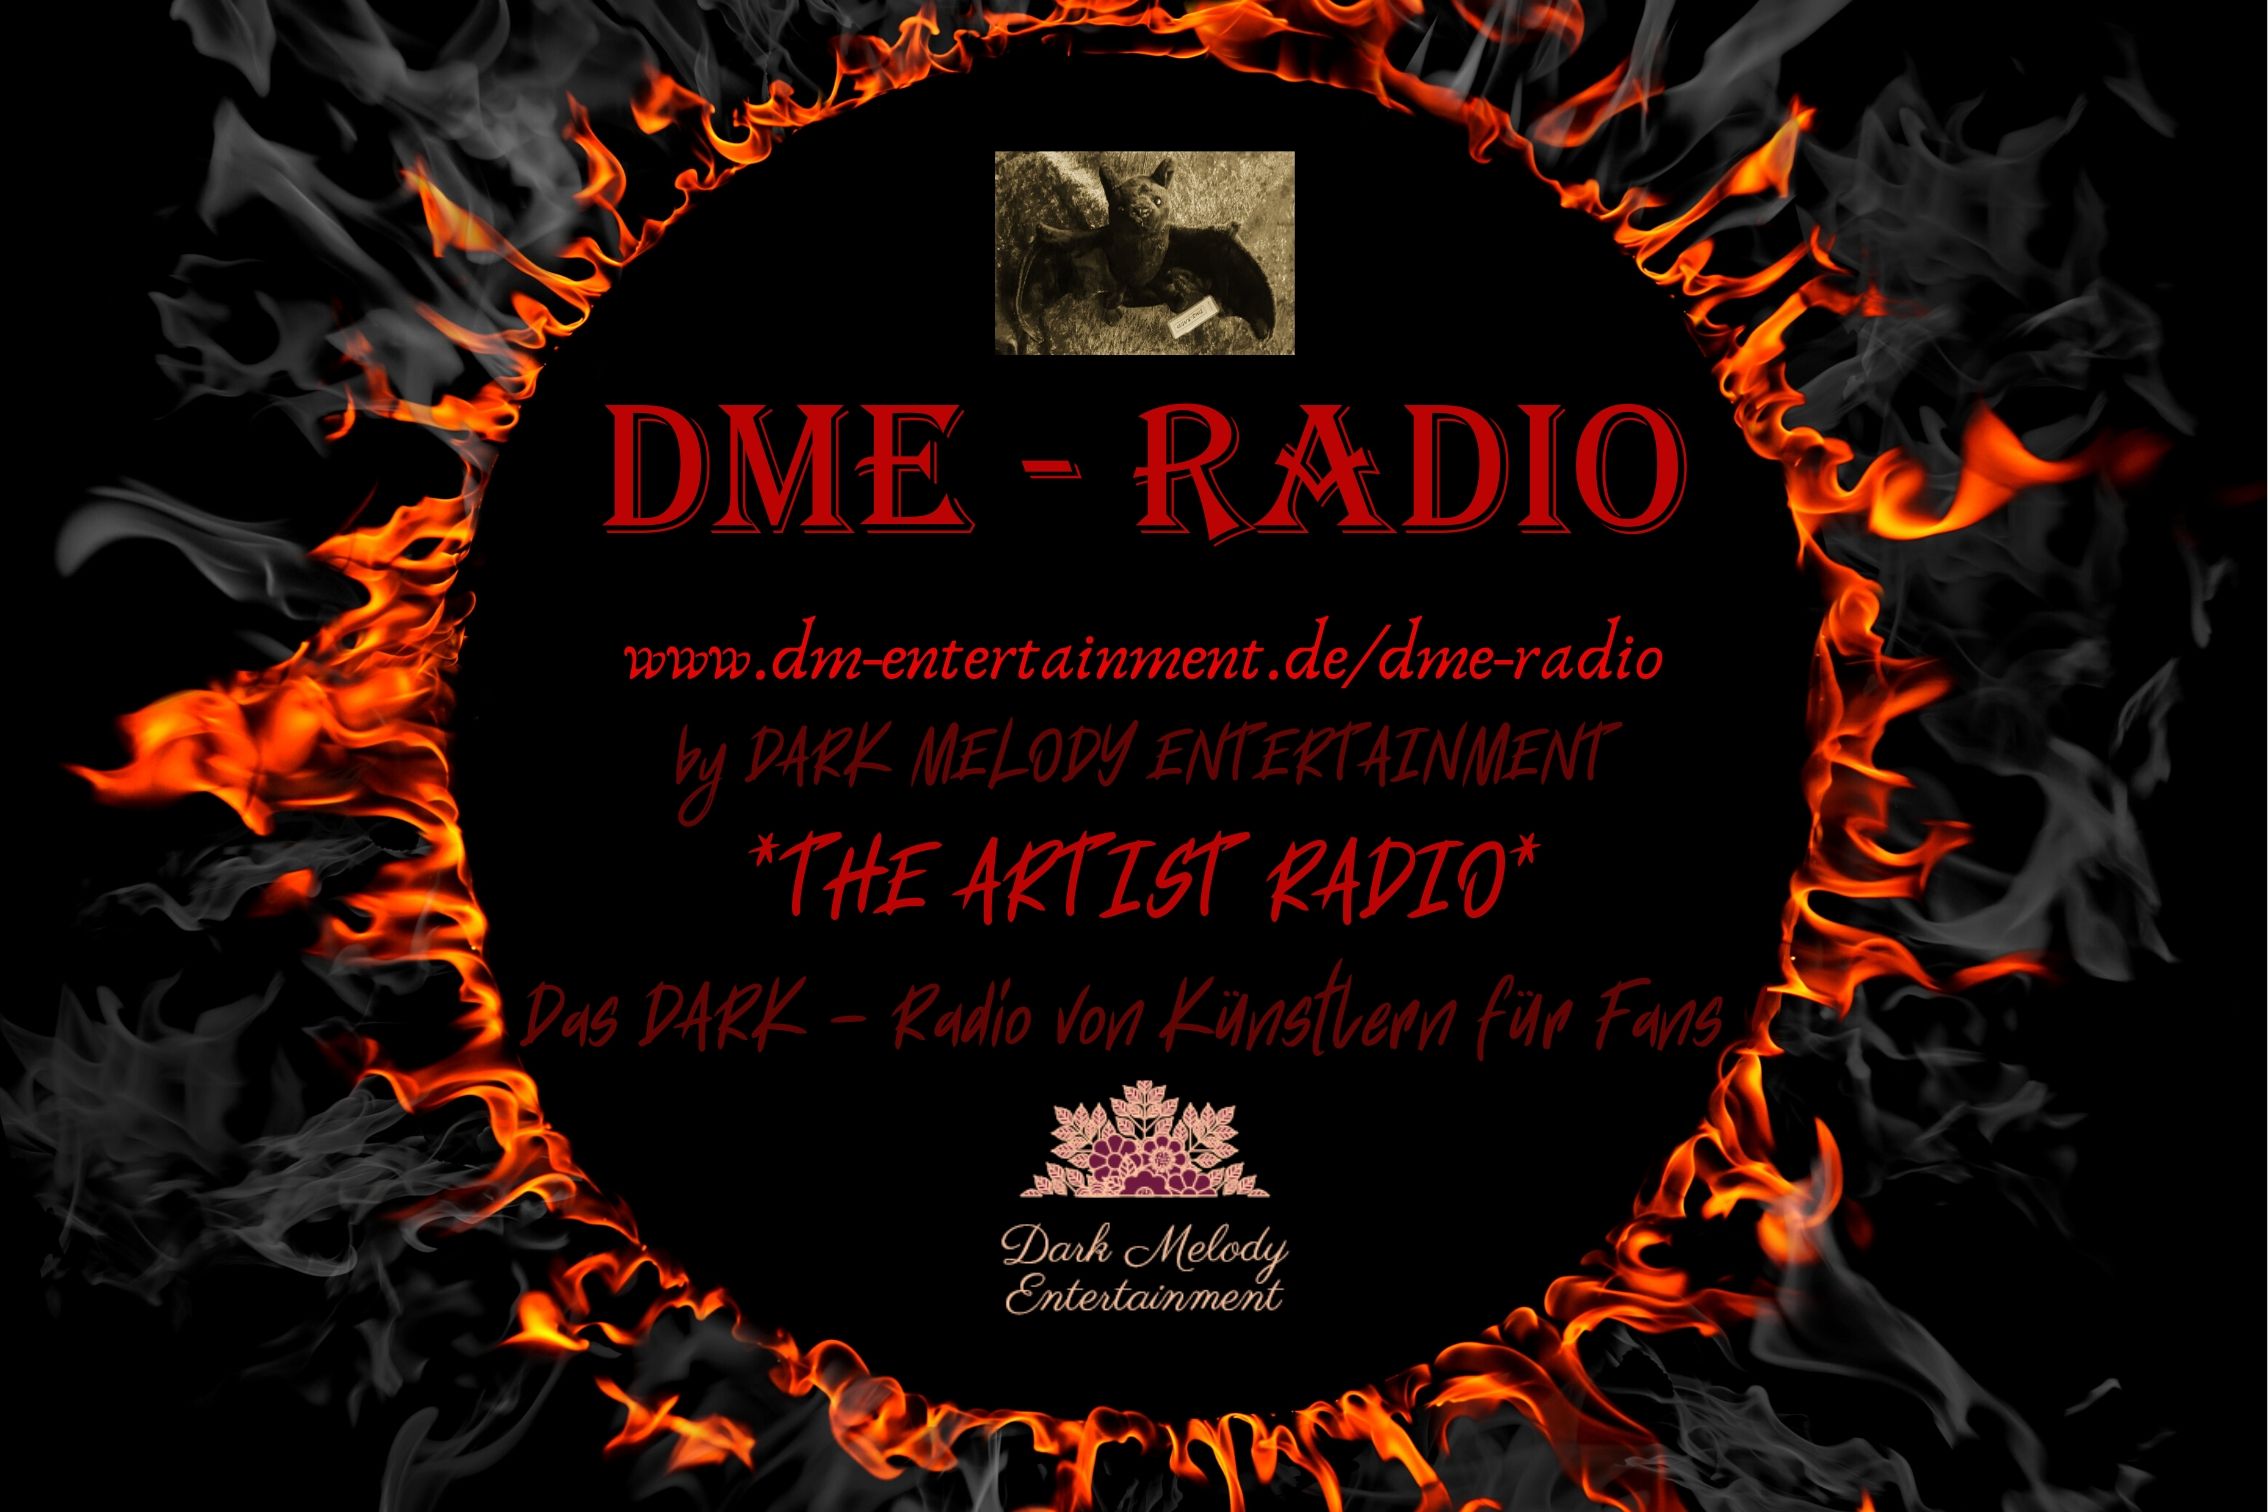 DME - RADIO
www.dm-entertainment.de/dme-radio
by DARK MELODY ENTERTAINMENT
*THE ARTIST RADIO*
Das DARK - Radio von Künstlern für Fans !
Dark Melody
Entertainment